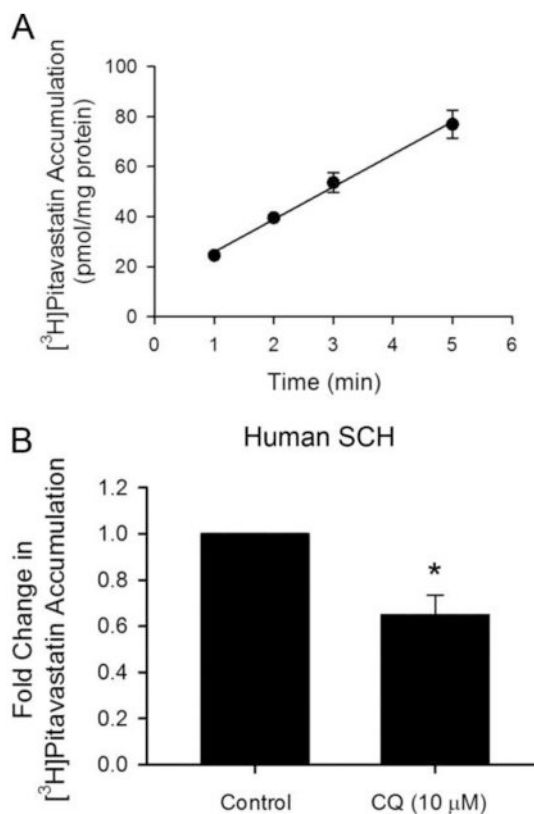 A
[³H]Pitavastatin Accumulation
(pmol/mg protein)
100
80
60
40
20
0
0 1 2 3 4 5 6
Time (min)
B
Human SCH
Fold Change in
[³H]Pitavastatin Accumulation
1.2
1.0
0.8
0.6
0.4
0.2
0.0
*
Control CQ (10 μM)